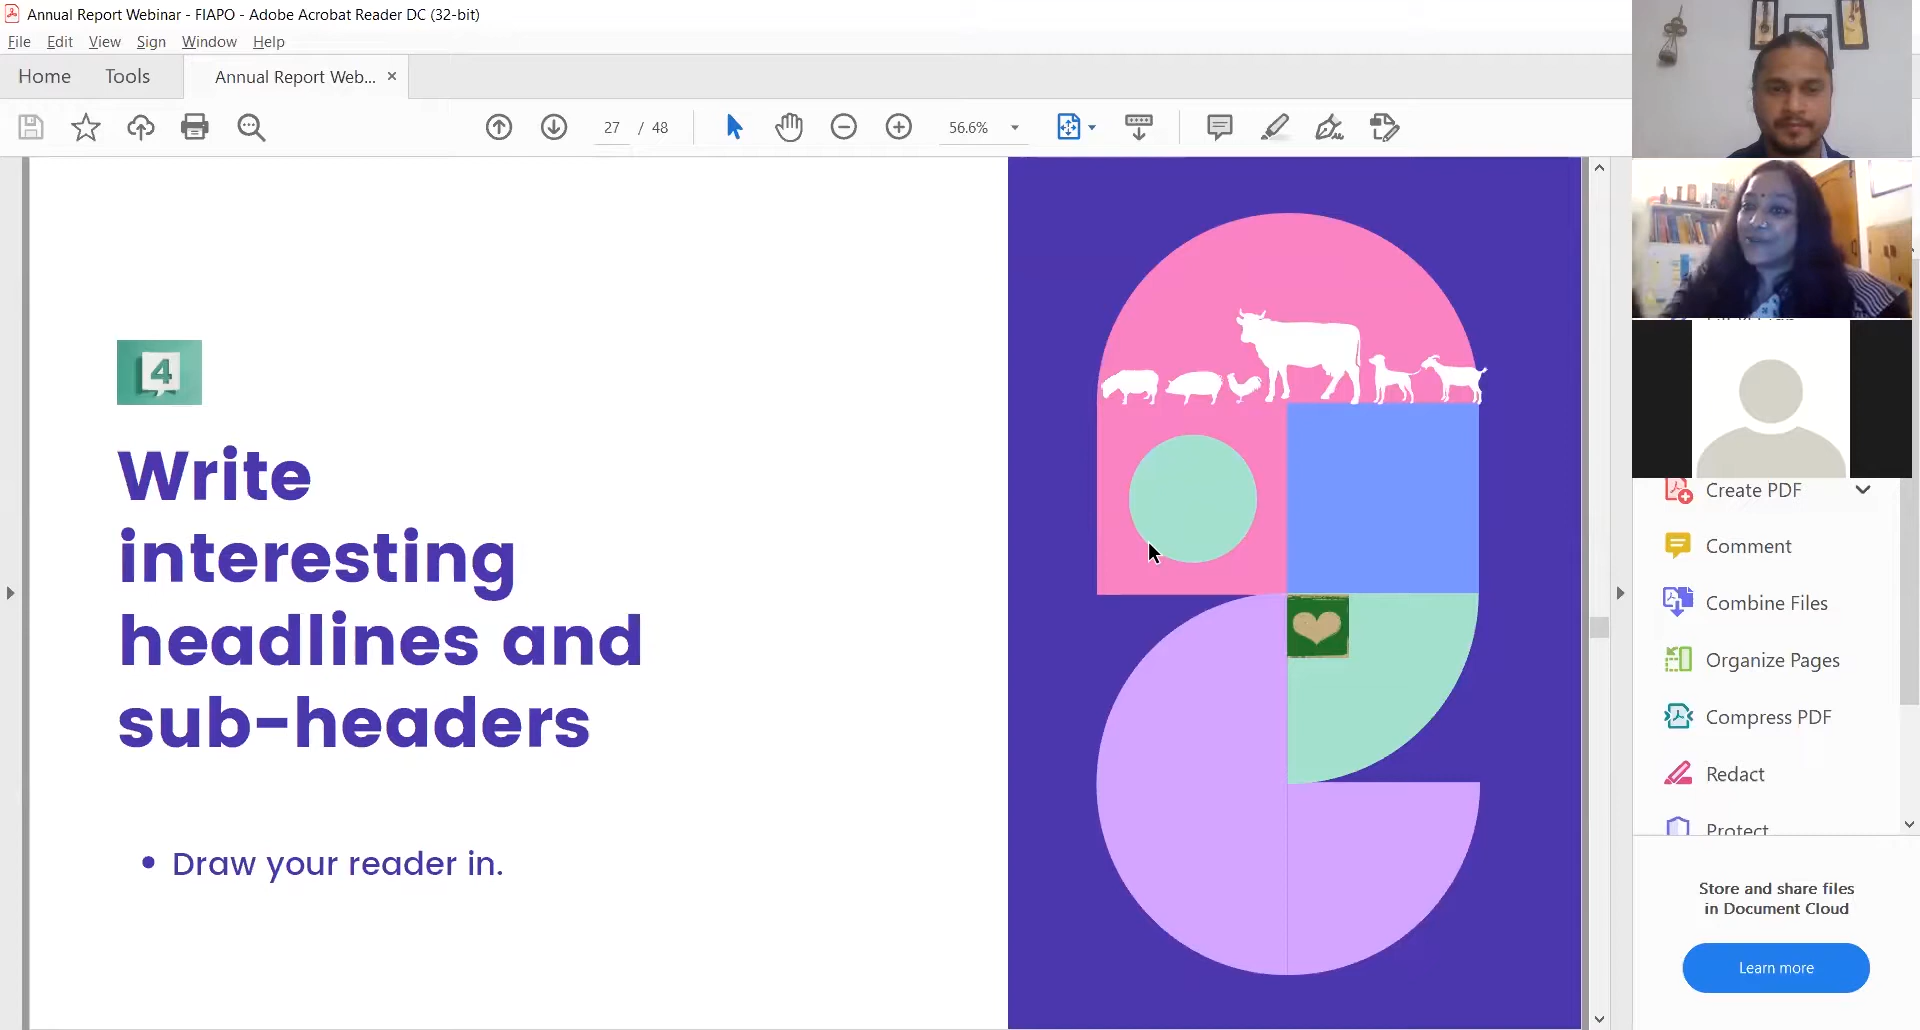 Annual Report Webinar - FIAPO - Adobe Acrobat Reader DC (32-bit)
File Edit View Sign Window Help
Home Tools Annual Report Web... ×
27 / 48 56.6%
4
Write
interesting
headlines and
sub-headers
• Draw your reader in.
Create PDF
Comment
Combine Files
Organize Pages
Compress PDF
Redact
Protect
Store and share files
in Document Cloud
Learn more